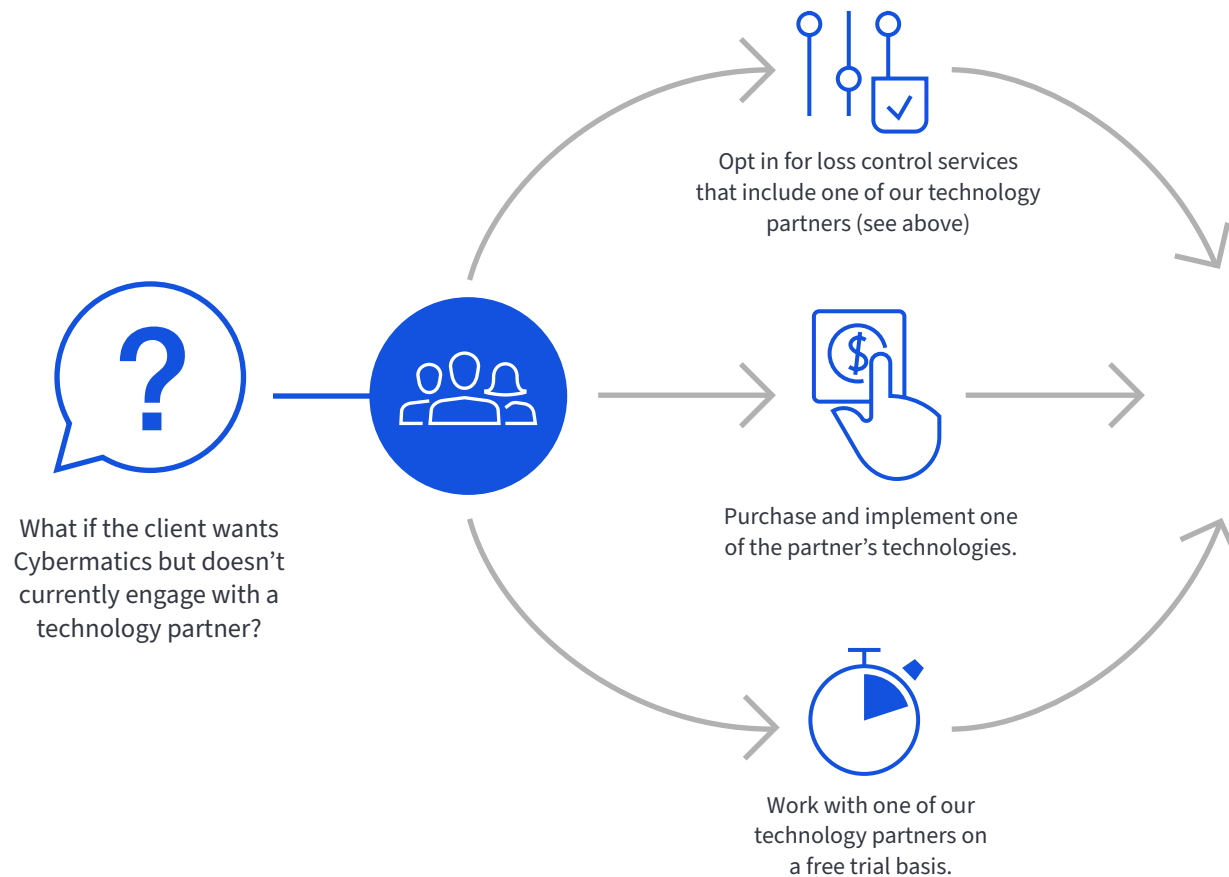 Opt in for loss control services
that include one of our technology
partners (see above)
What if the client wants
Cybermatics but doesn’t
currently engage with a
technology partner?
Purchase and implement one
of the partner’s technologies.
Work with one of our
technology partners on
a free trial basis.